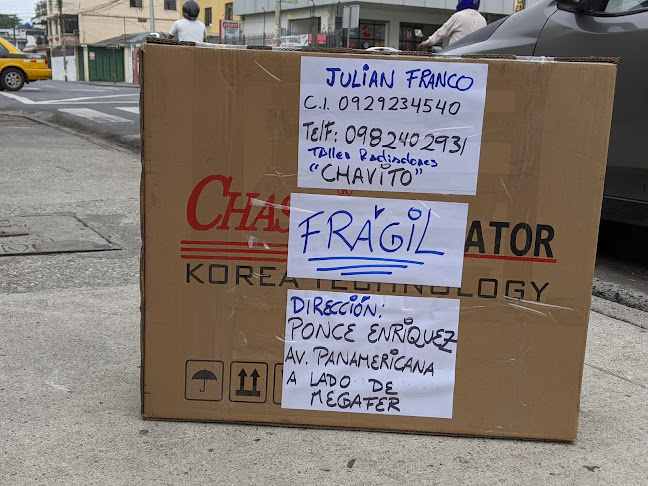 JULIAN FRANCO
C.I. 0929234540
TELF: 0982402931
TALLER Radiadores
"CHAVITO"
CHAS
FRÁGIL
ATOR
KOREA TECHNOLOGY
DIRECCIÓN:
PONCE ENRIQUEZ
AV. PANAMERICANA
A LADO DE
MEGAFER